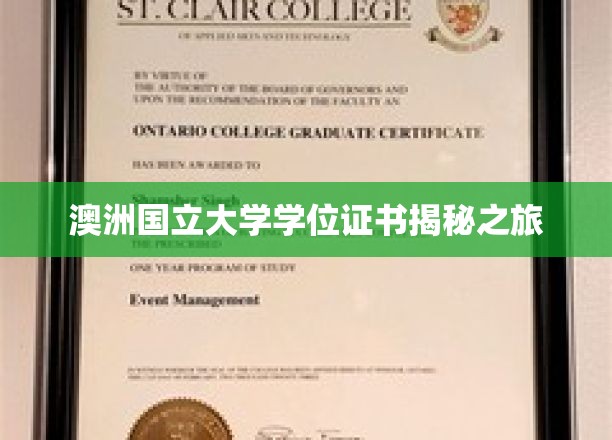 ST. CLAIR COLLEGE
OF APPLIED ARTS AND TECHNOLOGY
BY VIRTUE OF
THE AUTHORITY OF THE BOARD OF GOVERNORS AND
UPON THE RECOMMENDATION OF THE FACULTY AN
ONTARIO COLLEGE GRADUATE CERTIFICATE
HAS BEEN AWARDED TO
Shamsher Singh
澳洲国立大学学位证书揭秘之旅
THE PRESCRIBED
ONE YEAR PROGRAM OF STUDY
Event Management